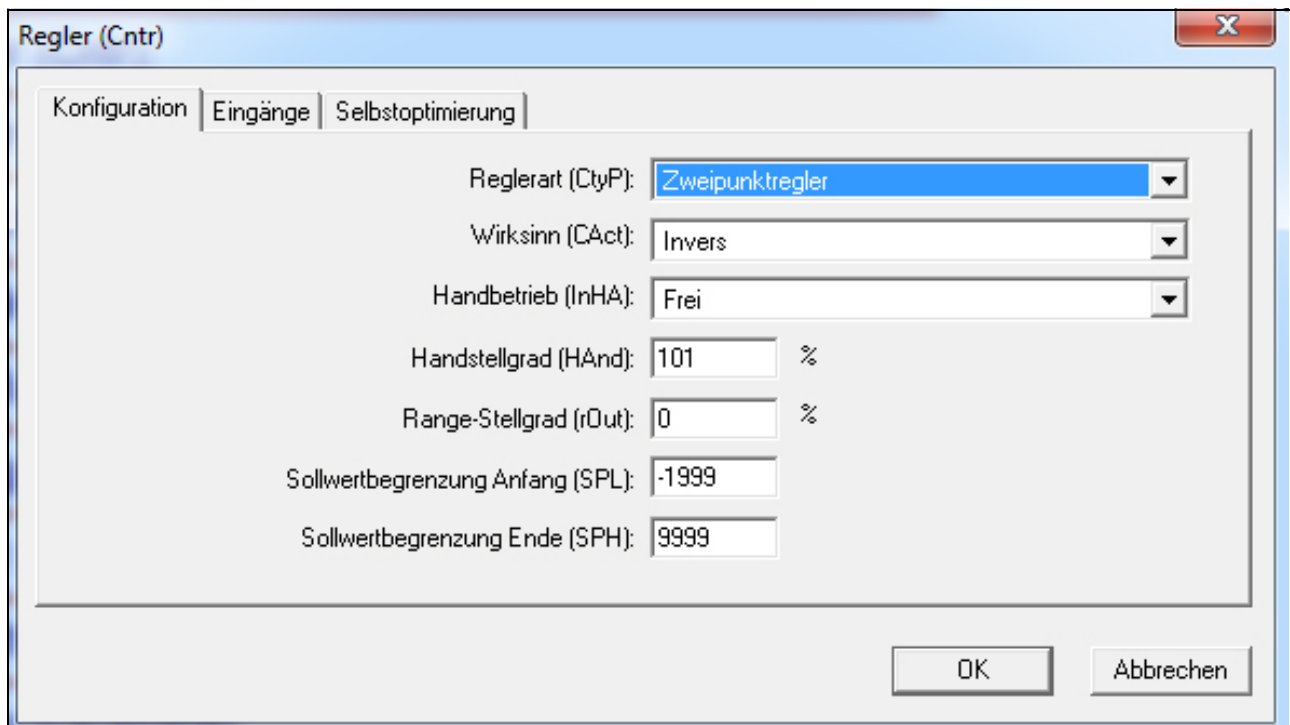 Regler (Cntr)
Konfiguration Eingänge Selbstoptimierung
Reglerart (CtyP): Zweipunktregler
Wirksinn (CAct): Invers
Handbetrieb (InHA): Frei
Handstellgrad (HAnd): 101 %
Range-Stellgrad (rOut): 0 %
Sollwertbegrenzung Anfang (SPL): -1999
Sollwertbegrenzung Ende (SPH): 9999
OK Abbrechen